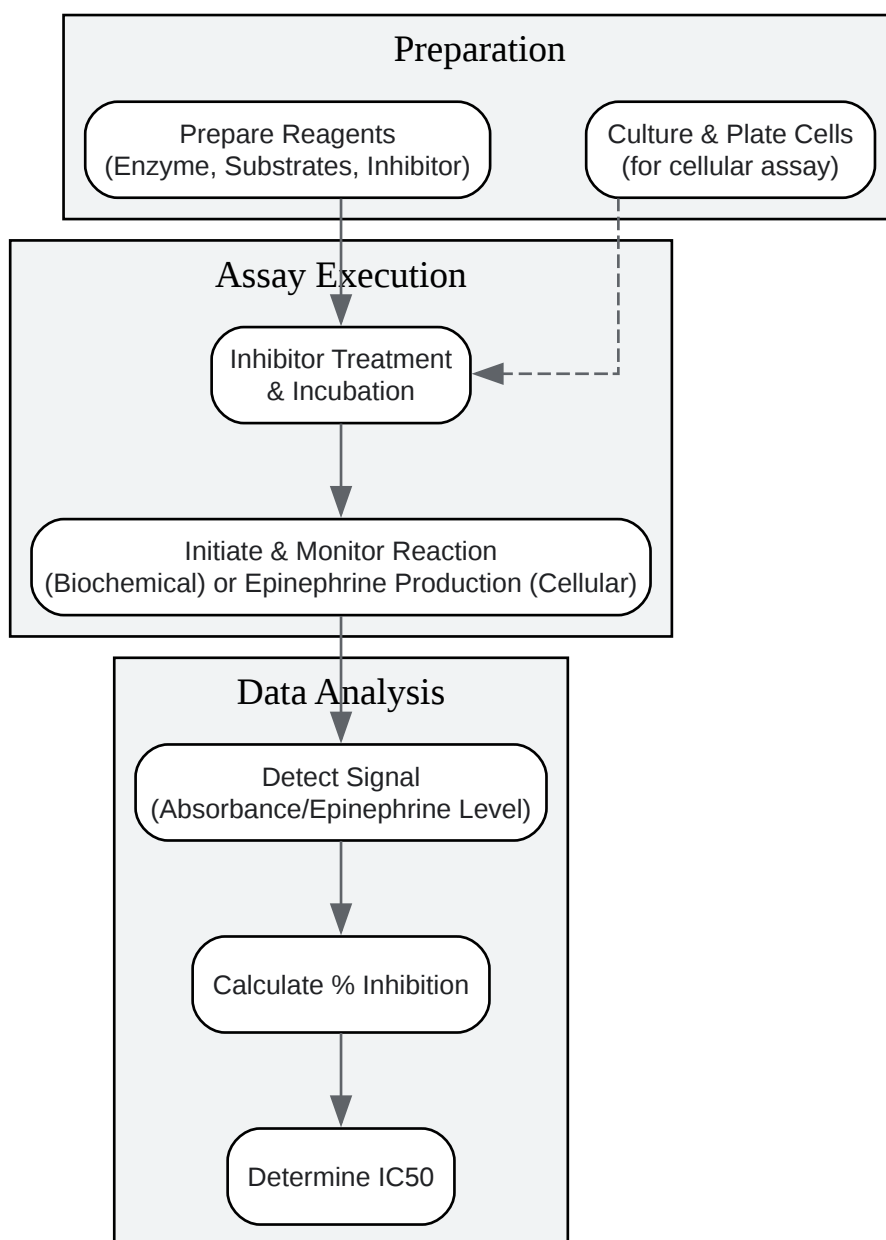 Preparation
Prepare Reagents
(Enzyme, Substrates, Inhibitor)
Culture & Plate Cells
(for cellular assay)
Assay Execution
Inhibitor Treatment
& Incubation
Initiate & Monitor Reaction
(Biochemical) or Epinephrine Production (Cellular)
Data Analysis
Detect Signal
(Absorbance/Epinephrine Level)
Calculate % Inhibition
Determine IC50